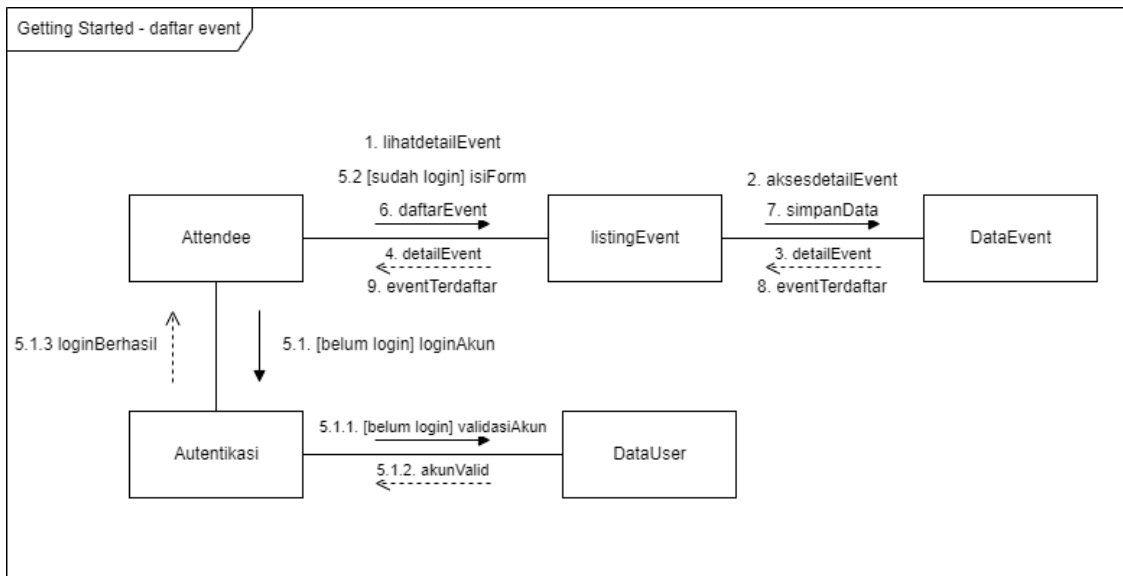 Getting Started - daftar event
1. lihatdetailEvent
5.2 [sudah login] isiForm
6. daftarEvent
2. aksesdetailEvent
7. simpanData
Attendee
listingEvent
DataEvent
4. detailEvent
9. eventTerdaftar
3. detailEvent
8. eventTerdaftar
5.1.3 loginBerhasil
5.1. [belum login] loginAkun
Autentikasi
5.1.1. [belum login] validasiAkun
5.1.2. akunValid
DataUser